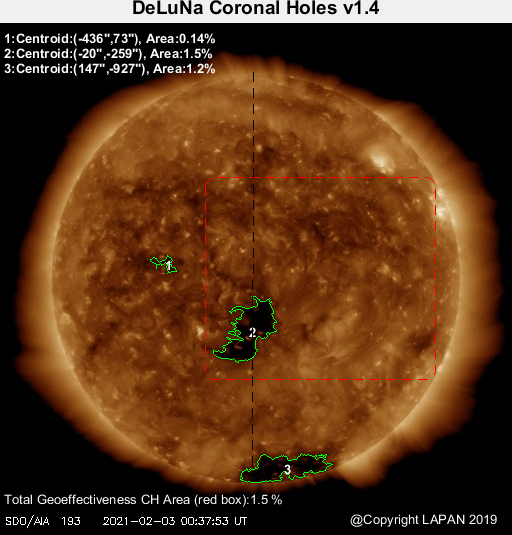 DeLuNa Coronal Holes v1.4
1:Centroid:(-436",73"), Area:0.14%
2:Centroid:(-20",-259"), Area:1.5%
3:Centroid:(147",-927"), Area:1.2%
1
2
3
Total Geoeffectiveness CH Area (red box):1.5 %
SDO/AIA 193 2021-02-03 00:37:53 UT
@Copyright LAPAN 2019